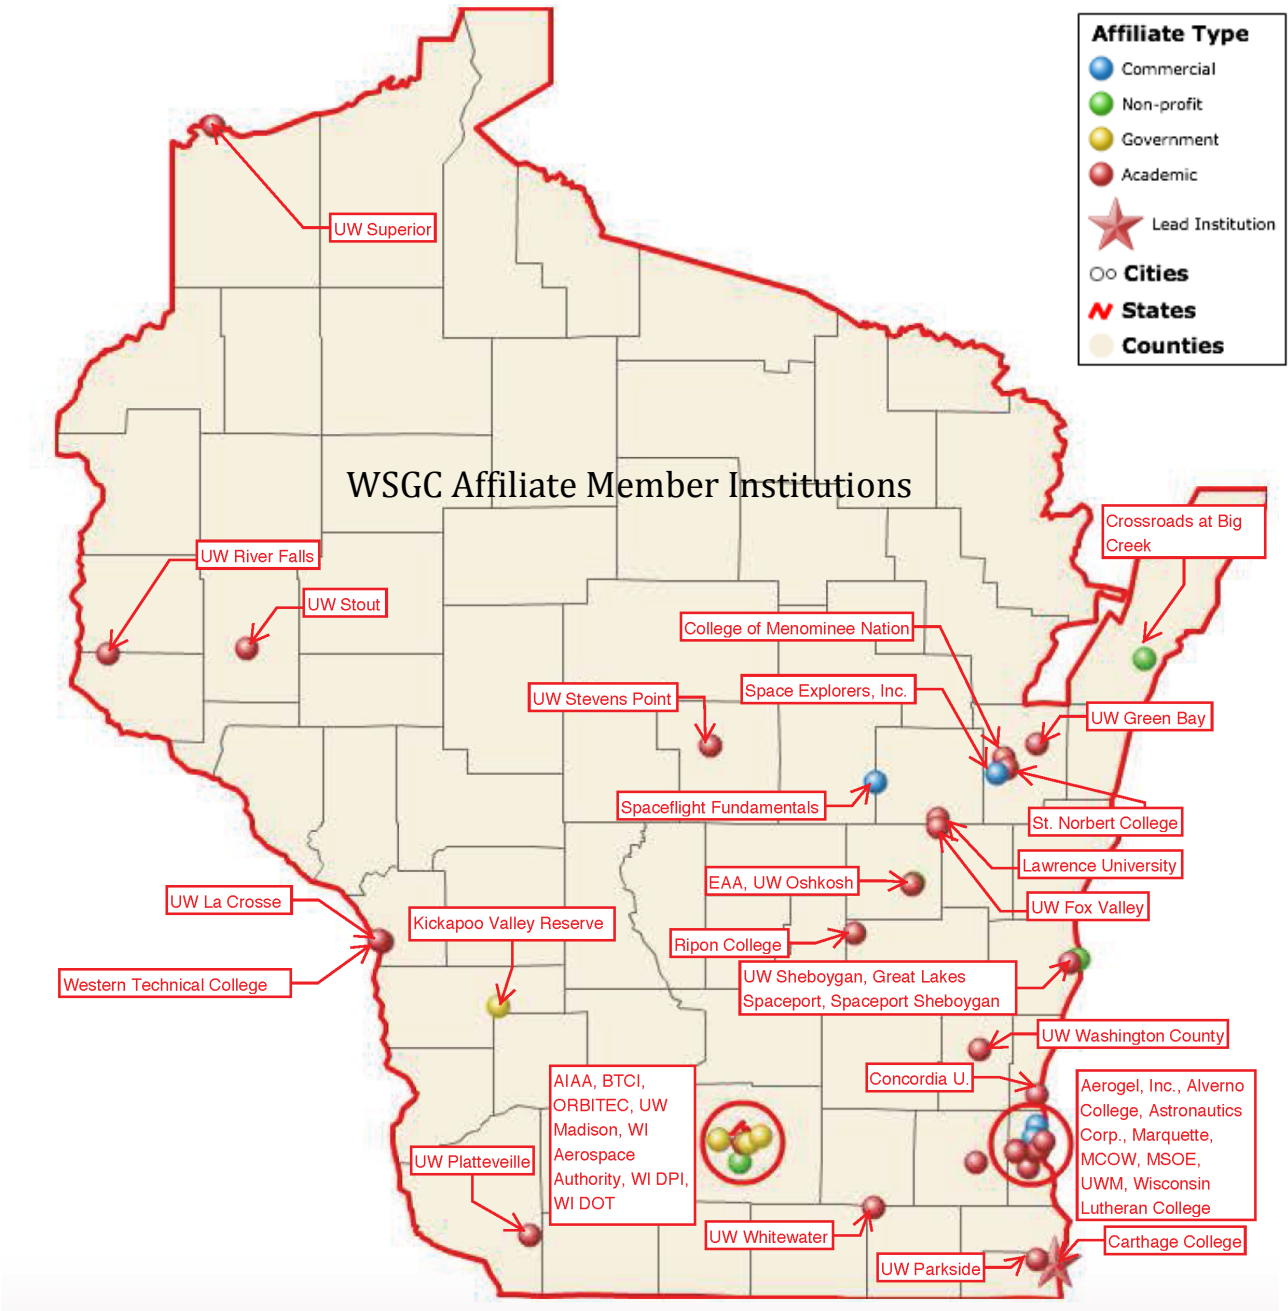 Affiliate Type
Commercial
Non-profit
Government
Academic
Lead Institution
Cities
States
Counties
UW Superior
WSGC Affiliate Member Institutions
Crossroads at Big
Creek
UW River Falls
UW Stout
College of Menominee Nation
Space Explorers, Inc.
UW Stevens Point
UW Green Bay
Spaceflight Fundamentals
St. Norbert College
Lawrence University
EAA, UW Oshkosh
UW Fox Valley
UW La Crosse
Kickapoo Valley Reserve
Ripon College
Western Technical College
UW Sheboygan, Great Lakes
Spaceport, Spaceport Sheboygan
UW Washington County
Concordia U.
AIAA, BTCI,
ORBITEC, UW
Madison, WI
Aerospace
Authority, WI DPI,
WI DOT
Aerogel, Inc., Alverno
College, Astronautics
Corp., Marquette,
MCOW, MSOE,
UWM, Wisconsin
Lutheran College
UW Platteveille
UW Whitewater
Carthage College
UW Parkside